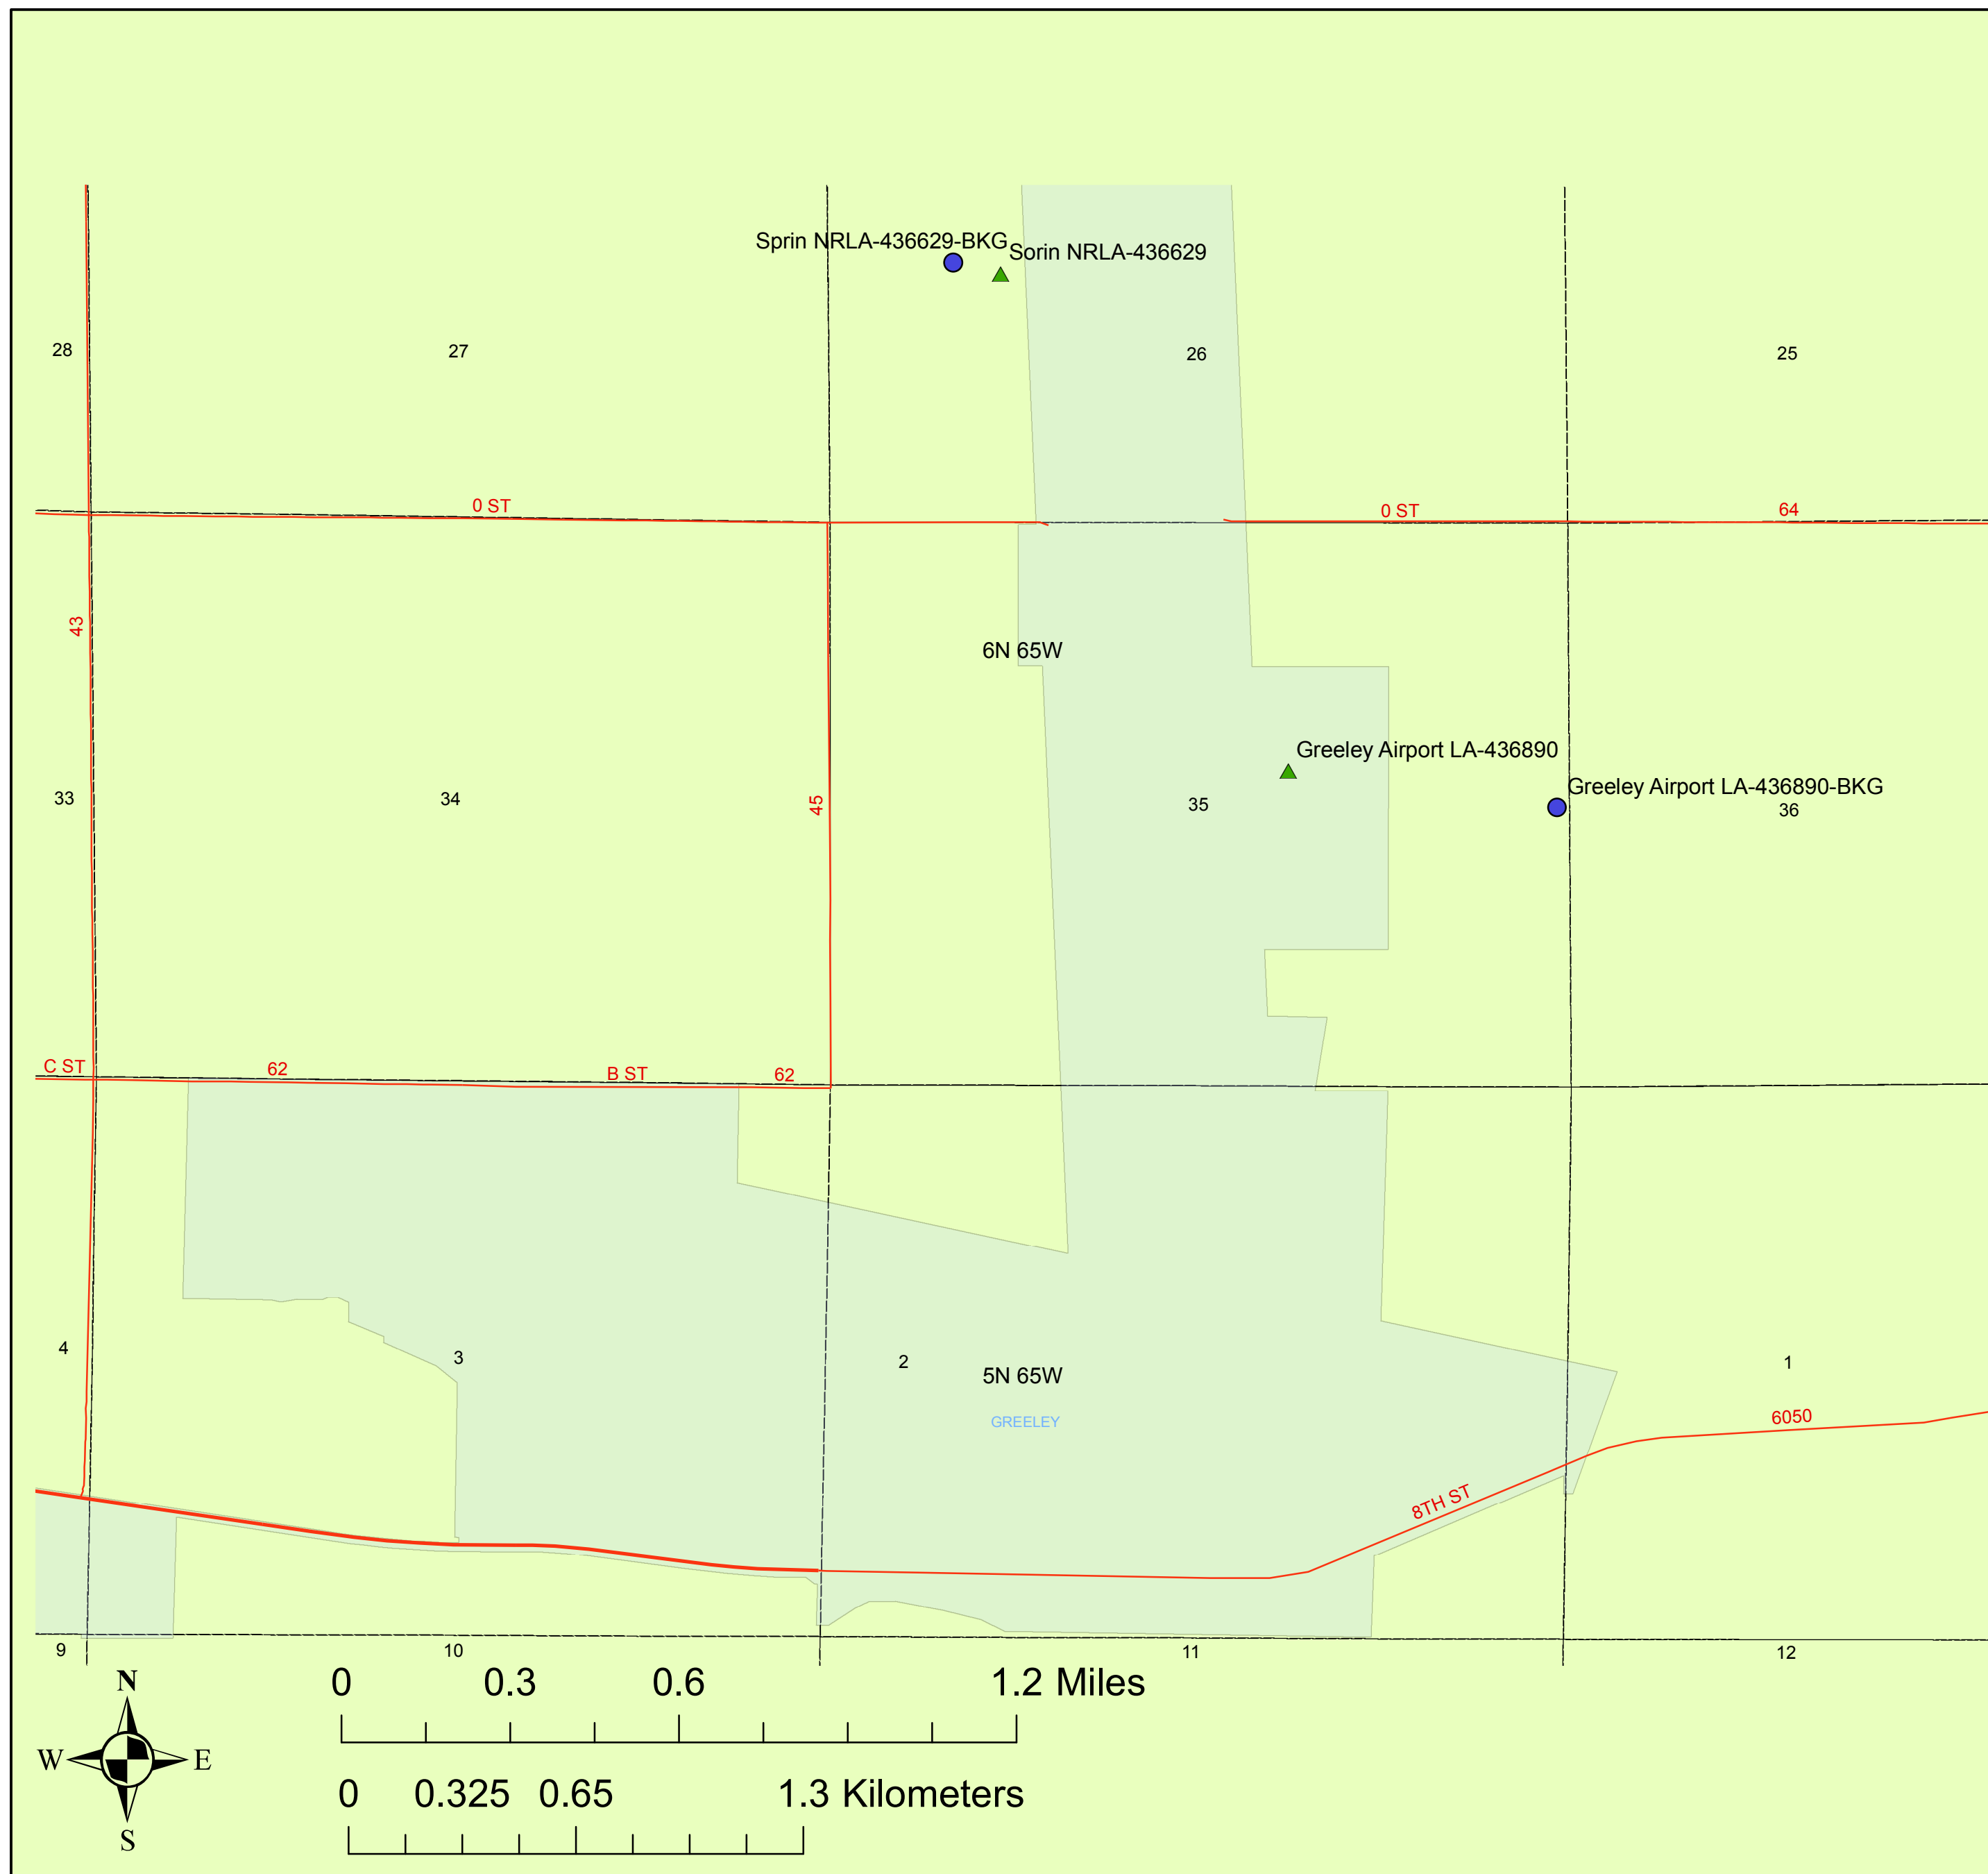 Sprin NRLA-436629-BKG
Sorin NRLA-436629
28
27
26
25
0 ST
0 ST
64
43
6N 65W
Greeley Airport LA-436890
Greeley Airport LA-436890-BKG
33
34
45
35
36
C ST
62
B ST
62
4
3
2
5N 65W
1
GREELEY
6050
8TH ST
9
10
11
12
N
W
E
S
0
0.3
0.6
1.2 Miles
0
0.325
0.65
1.3 Kilometers